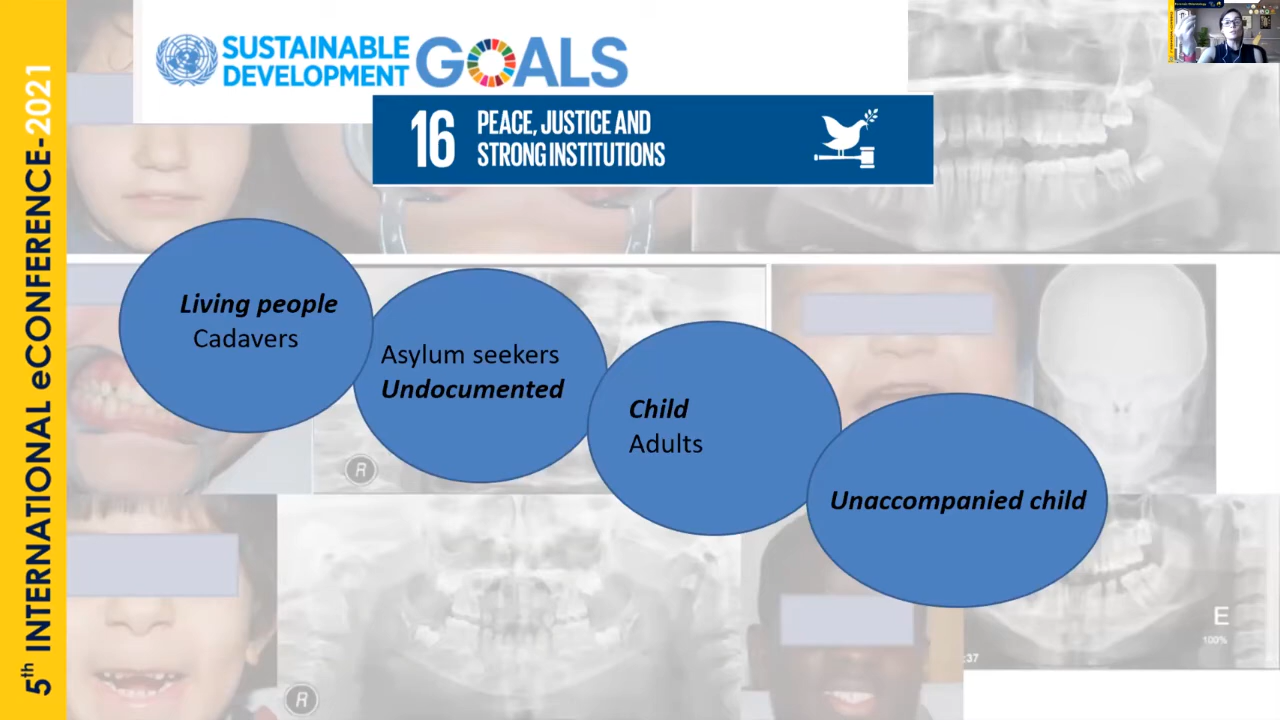 5th INTERNATIONAL eCONFERENCE-2021
SUSTAINABLE
DEVELOPMENT
GOALS
16
PEACE, JUSTICE AND
STRONG INSTITUTIONS
Living people
Cadavers
Asylum seekers
Undocumented
Child
Adults
Unaccompanied child
R
R
E
100%
:37